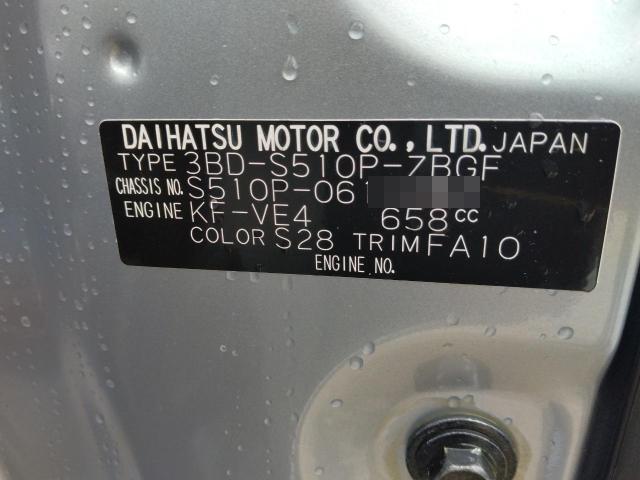 DAIHATSU MOTOR CO., LTD. JAPAN
TYPE 3BD-S510P-ZBGF
CHASSIS NO. S510P-061
ENGINE KF-VE4 658cc
COLOR S28 TRIM FA10
ENGINE NO.